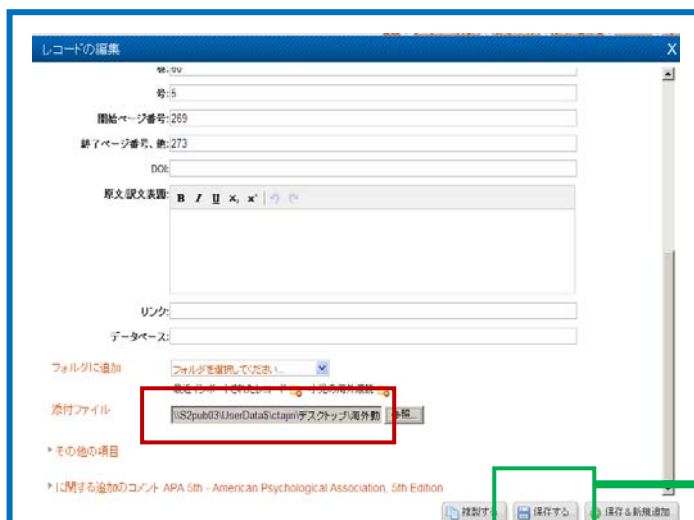 レコードの編集 X
号: 5
開始ページ番号: 269
終了ページ番号、他: 273
DOI:
原文/訳文表題: B I U x, x'
リンク:
データベース:
フォルダに追加 フォルダを選択してください...
添付ファイル \\S2pub03\UserData$\ctajiri\デスクトップ\海外動 参照...
その他の項目
に関する追加のコメント APA 5th - American Psychological Association, 5th Edition
複製する 保存する 保存&新規追加